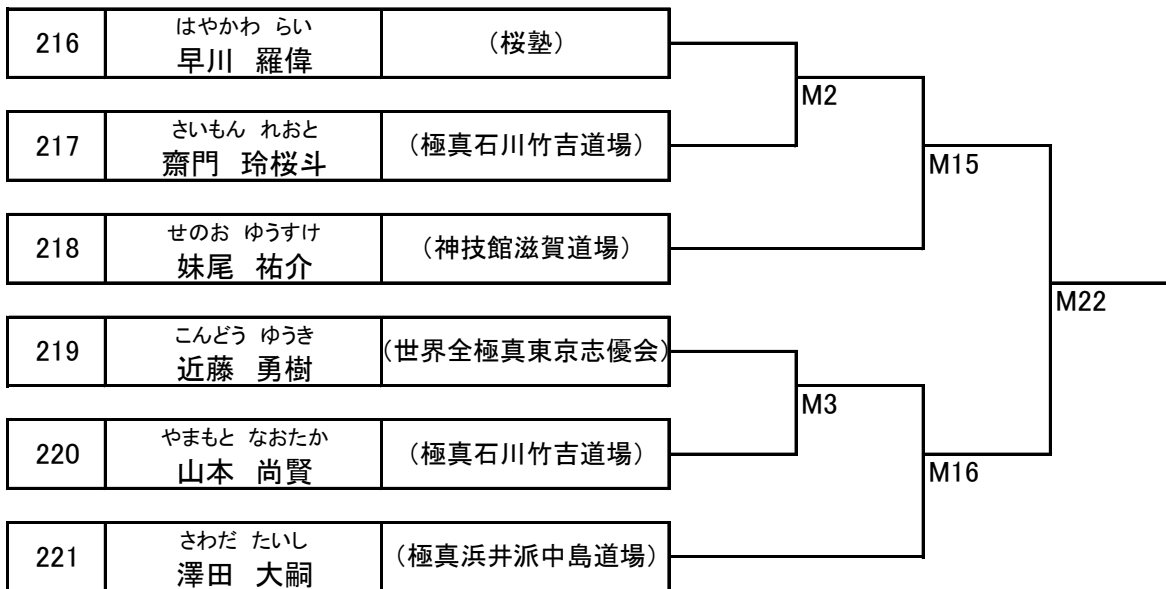 216
はやかわ らい
早川 羅偉
（桜塾）
M2
217
さいもん れおと
齋門 玲桜斗
（極真石川竹吉道場）
M15
218
せのお ゆうすけ
妹尾 祐介
（神技館滋賀道場）
M22
219
こんどう ゆうき
近藤 勇樹
（世界全極真東京志優会）
M3
220
やまもと なおたか
山本 尚賢
（極真石川竹吉道場）
M16
221
さわだ たいし
澤田 大嗣
（極真浜井派中島道場）